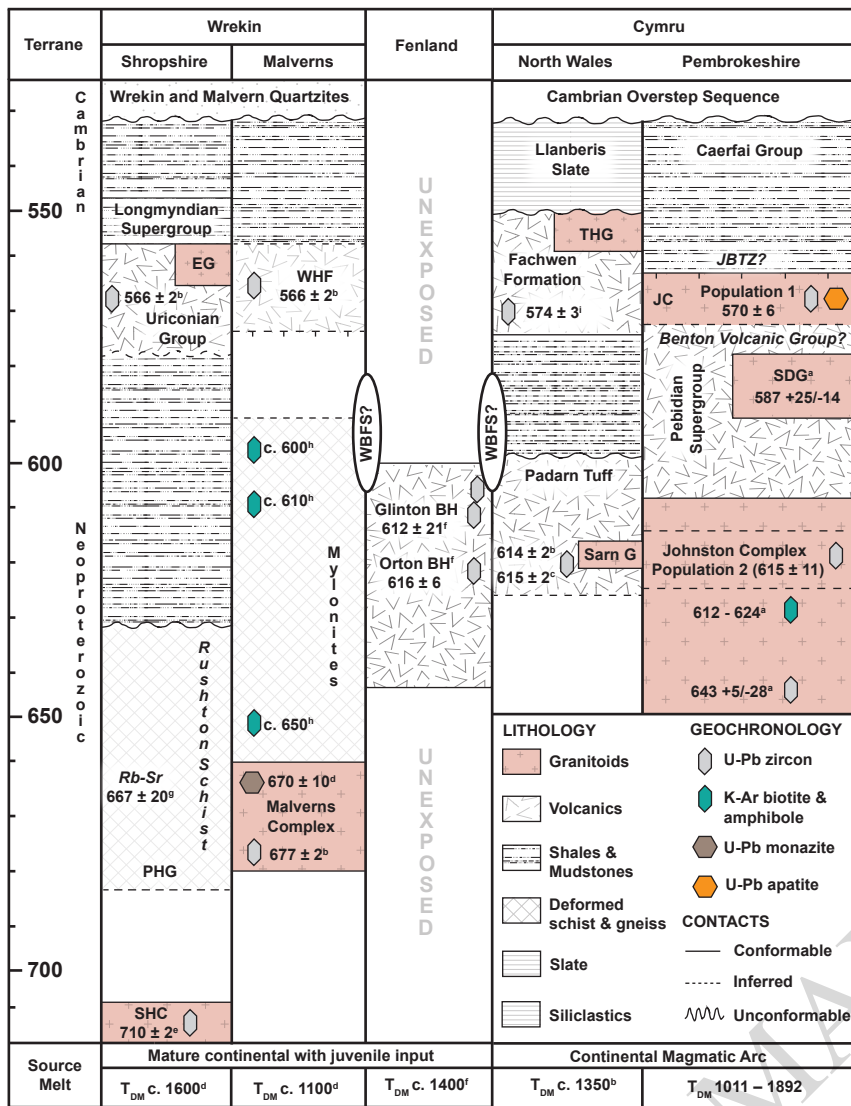 Terrane
Wrekin
Fenland
Cymru
Shropshire
Malverns
North Wales
Pembrokeshire
Cambrian
Neoproterozoic
550
600
650
700
Wrekin and Malvern Quartzites
Longmyndian
Supergroup
EG
566 ± 2b
Uriconian
Group
Rushton Schist
Rb-Sr
667 ± 20g
PHG
SHC
710 ± 2e
WHF
566 ± 2b
c. 600h
c. 610h
Mylonites
c. 650h
670 ± 10d
Malverns
Complex
677 ± 2b
UNEXPOSED
WBFS?
WBFS?
Glinton BH
612 ± 21f
Orton BHf
616 ± 6
UNEXPOSED
Cambrian Overstep Sequence
Llanberis
Slate
THG
Fachwen
Formation
574 ± 3i
Padarn Tuff
614 ± 2b
615 ± 2c
Sarn G
Caerfai Group
JBTZ?
JC
Population 1
570 ± 6
Benton Volcanic Group?
Pebidian
Supergroup
SDGa
587 +25/-14
Johnston Complex
Population 2 (615 ± 11)
612 - 624a
643 +5/-28a
LITHOLOGY
Granitoids
Volcanics
Shales &
Mudstones
Deformed
schist & gneiss
Slate
Siliclastics
GEOCHRONOLOGY
U-Pb zircon
K-Ar biotite &
amphibole
U-Pb monazite
U-Pb apatite
CONTACTS
Conformable
Inferred
Unconformable
Source
Melt
Mature continental with juvenile input
Continental Magmatic Arc
TDM c. 1600d
TDM c. 1100d
TDM c. 1400f
TDM c. 1350b
TDM 1011 – 1892